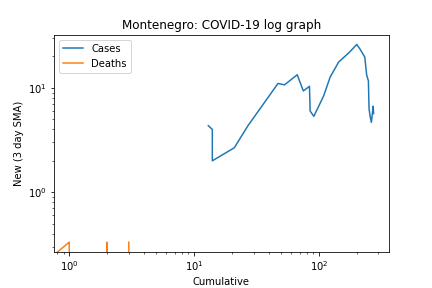 Montenegro: COVID-19 log graph
Cases
Deaths
New (3 day SMA)
10¹
10⁰
10⁰ 10¹ 10²
Cumulative